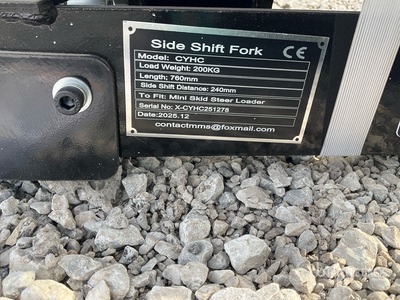 Side Shift Fork CE
Model: CYHC
Load Weight: 200KG
Length: 760mm
Side Shift Distance: 240mm
To Fit: Mini Skid Steer Loader
Serial No: X-CYHC251278
Date:2025.12
contactmms@foxmail.com